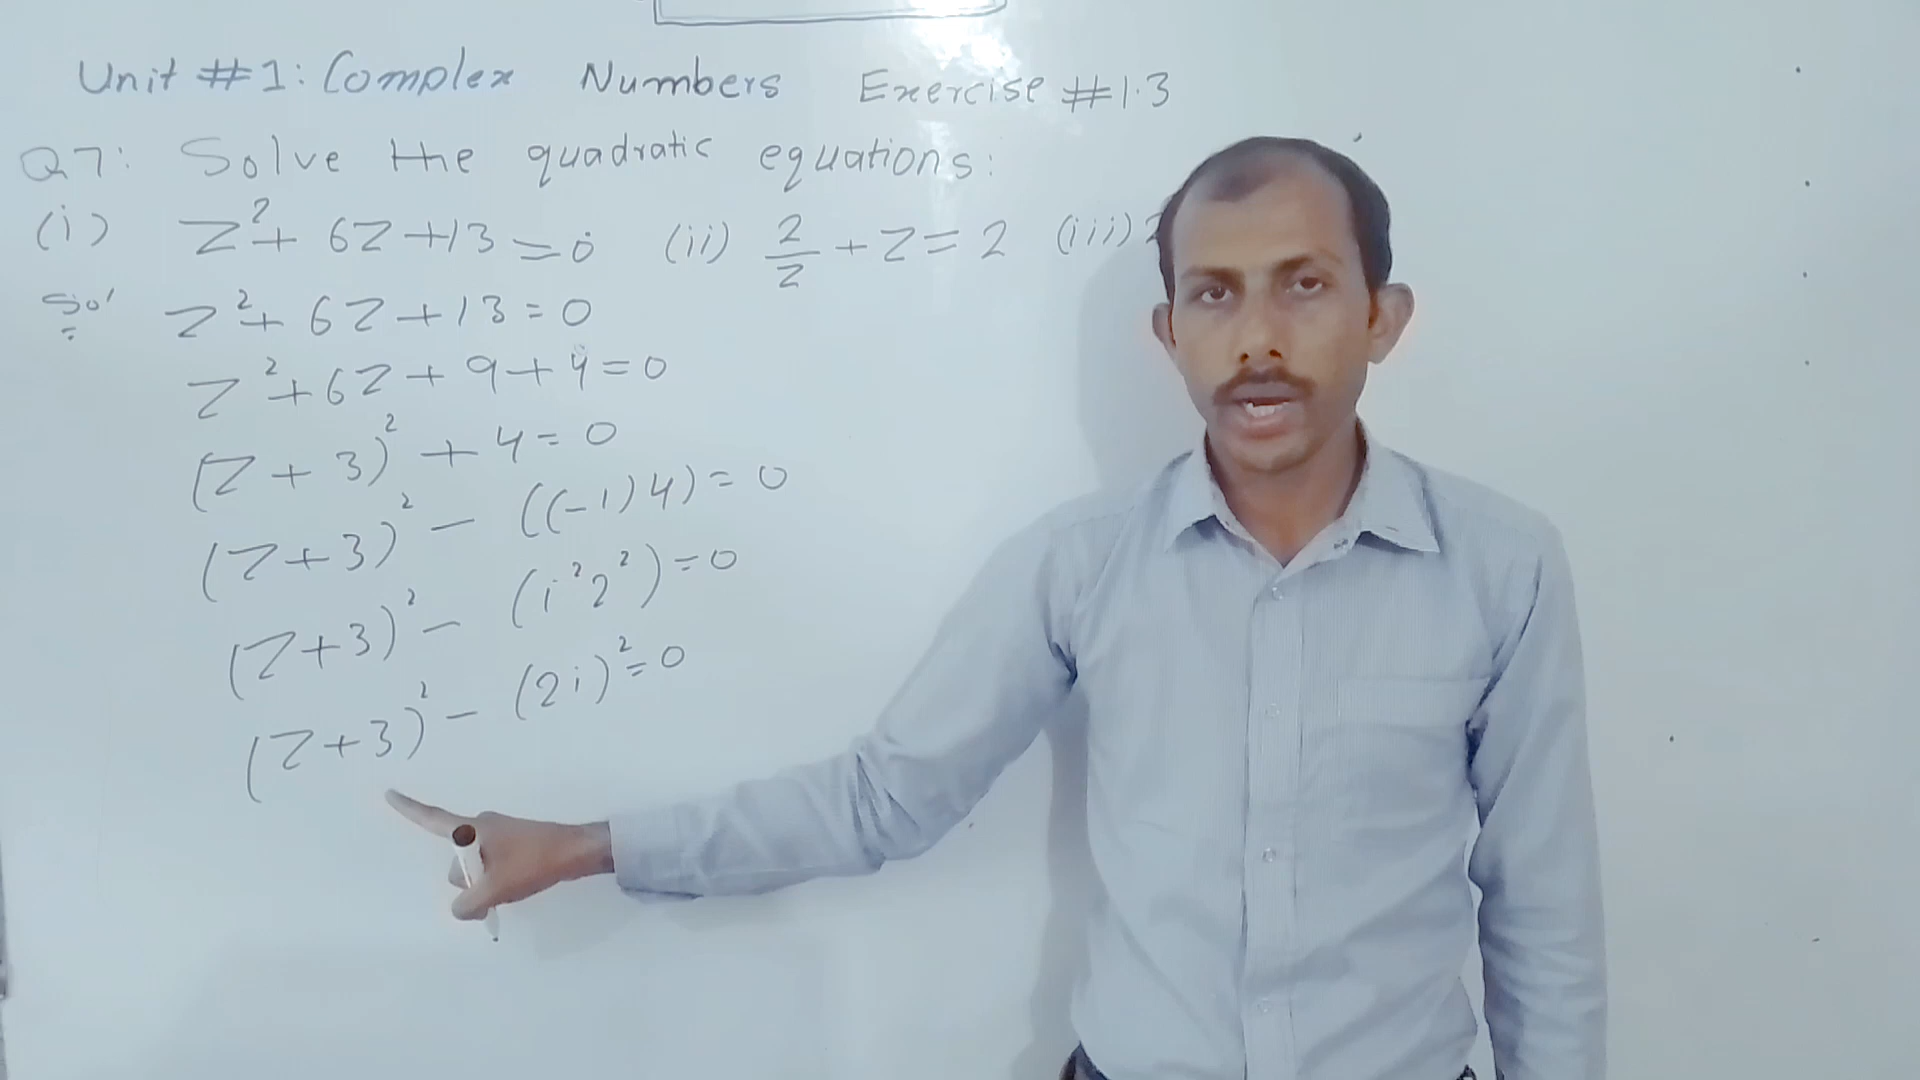 Unit #1: Complex Numbers Exercise #1.3
Q7: Solve the quadratic equations:
(i) z²+ 6z+13=0 (ii) 2/z + z = 2 (iii)
Sol z²+ 6z+13=0
z²+6z+9+4=0
(z+3)²+4=0
(z+3)² - ((-1)4)=0
(z+3)² - (i²2²)=0
(z+3)² - (2i)²=0